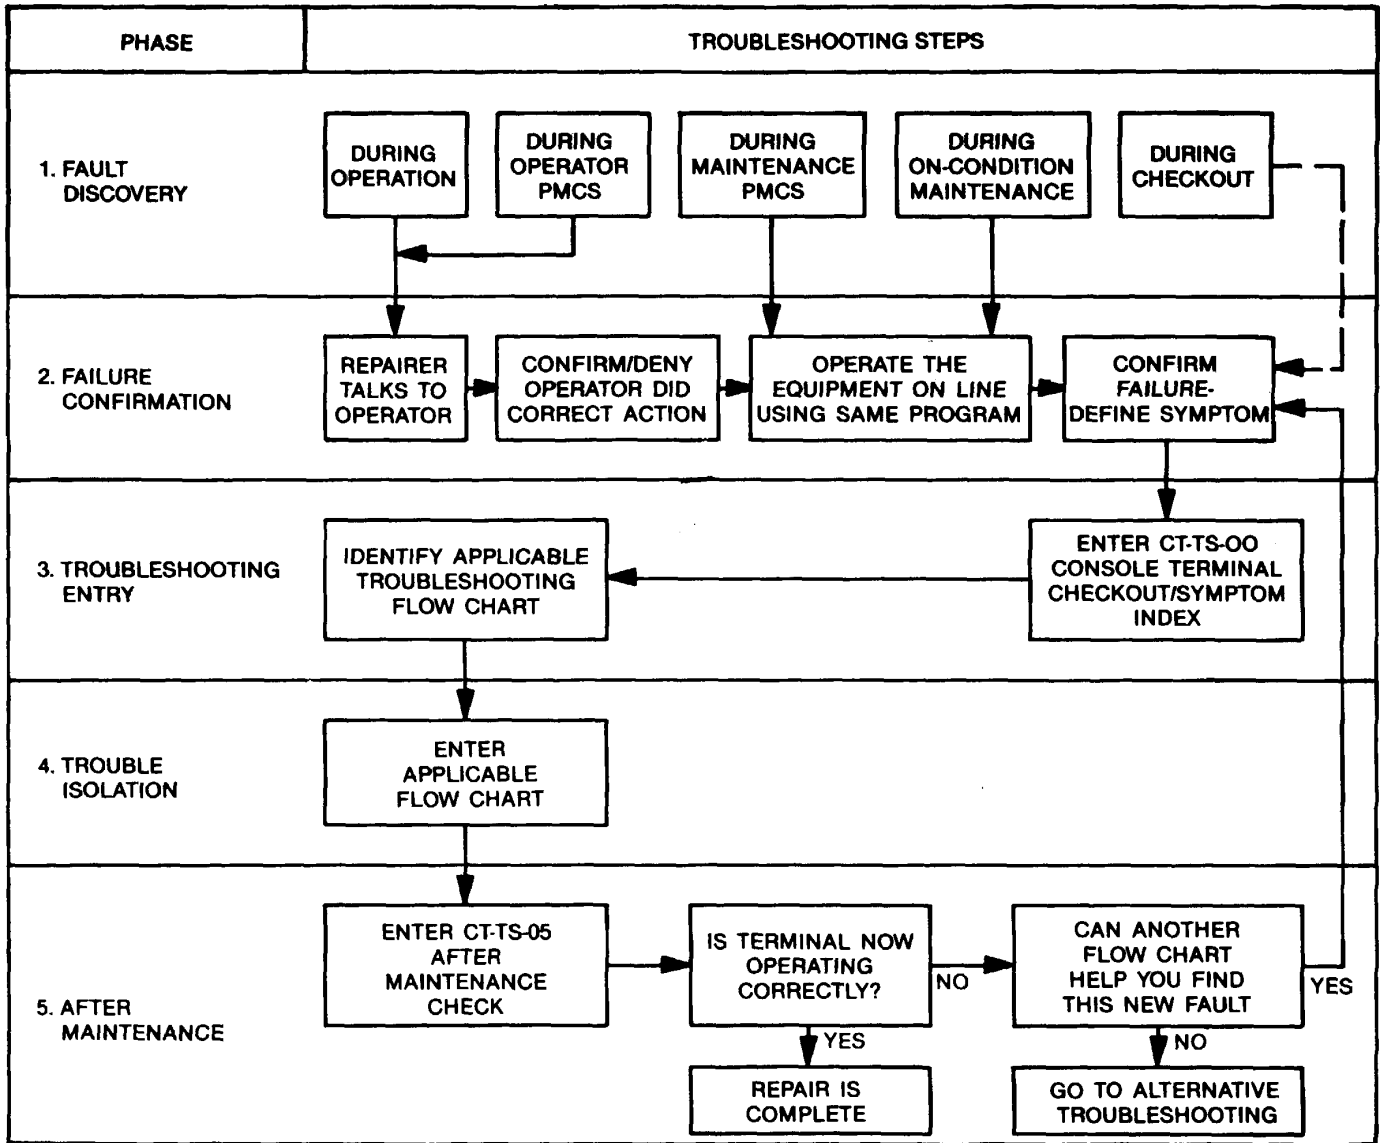 PHASE
TROUBLESHOOTING STEPS
1. FAULT
DISCOVERY
DURING
OPERATION
DURING
OPERATOR
PMCS
DURING
MAINTENANCE
PMCS
DURING
ON-CONDITION
MAINTENANCE
DURING
CHECKOUT
2. FAILURE
CONFIRMATION
REPAIRER
TALKS TO
OPERATOR
CONFIRM/DENY
OPERATOR DID
CORRECT ACTION
OPERATE THE
EQUIPMENT ON LINE
USING SAME PROGRAM
CONFIRM
FAILURE-
DEFINE SYMPTOM
3. TROUBLESHOOTING
ENTRY
IDENTIFY APPLICABLE
TROUBLESHOOTING
FLOW CHART
ENTER CT-TS-OO
CONSOLE TERMINAL
CHECKOUT/SYMPTOM
INDEX
4. TROUBLE
ISOLATION
ENTER
APPLICABLE
FLOW CHART
5. AFTER
MAINTENANCE
ENTER CT-TS-05
AFTER
MAINTENANCE
CHECK
IS TERMINAL NOW
OPERATING
CORRECTLY?
NO
CAN ANOTHER
FLOW CHART
HELP YOU FIND
THIS NEW FAULT
YES
YES
NO
REPAIR IS
COMPLETE
GO TO ALTERNATIVE
TROUBLESHOOTING